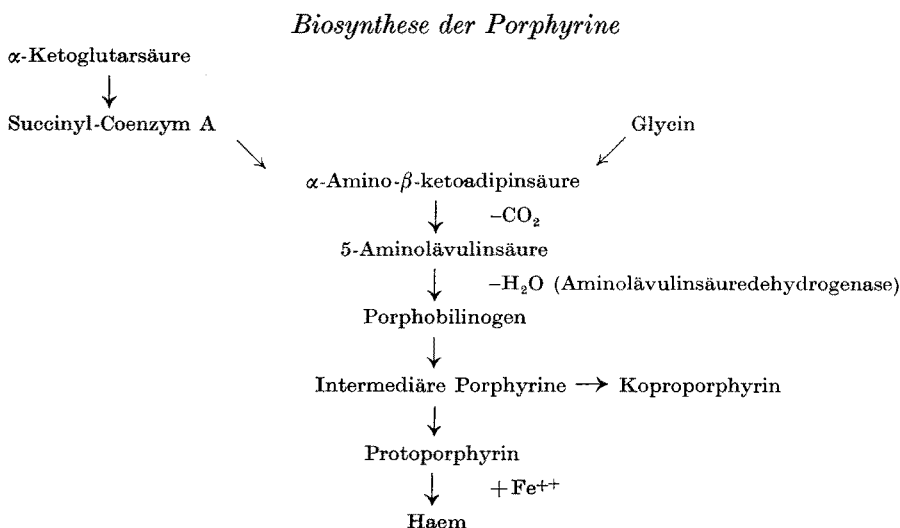 Biosynthese der Porphyrine
α-Ketoglutarsäure
Succinyl-Coenzym A
Glycin
α-Amino-β-ketoadipinsäure
–CO₂
5-Aminolävulinsäure
–H₂O (Aminolävulinsäuredehydrogenase)
Porphobilinogen
Intermediäre Porphyrine → Koproporphyrin
Protoporphyrin
+Fe⁺⁺
Haem